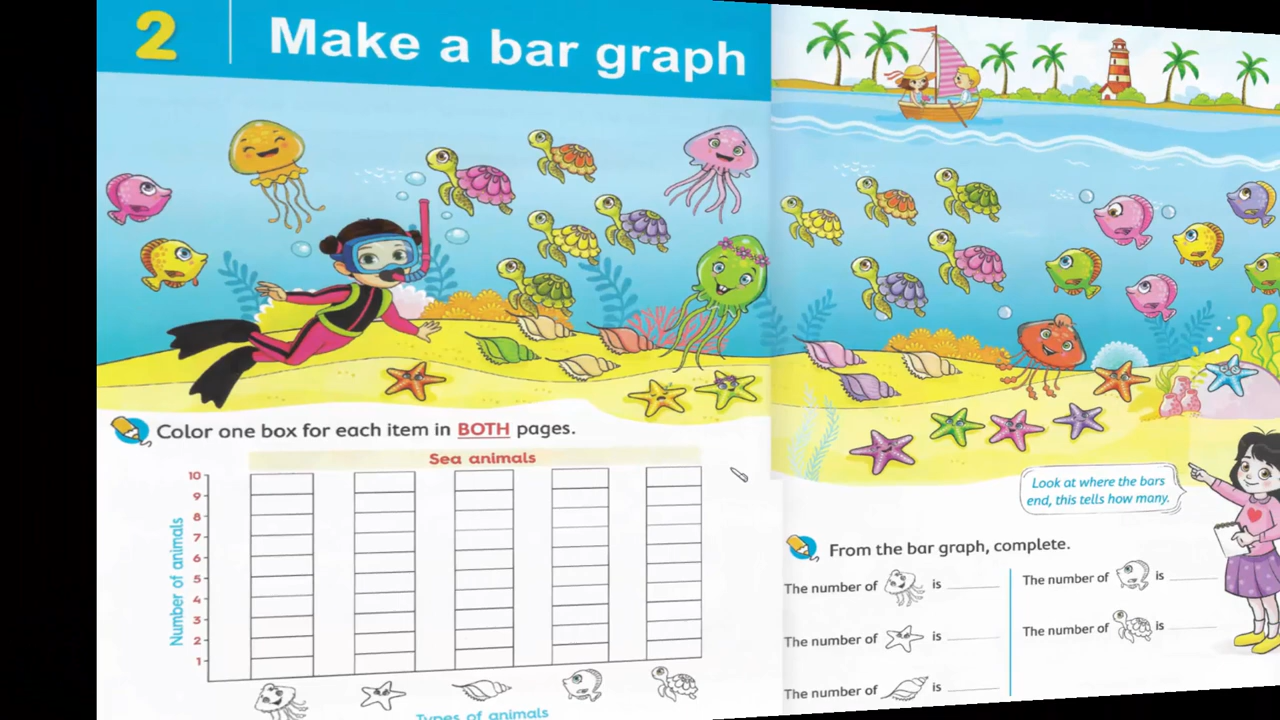 2
Make a bar graph
Color one box for each item in BOTH pages.
Sea animals
10
9
8
7
6
5
4
3
2
1
Number of animals
Types of animals
Look at where the bars
end, this tells how many.
From the bar graph, complete.
The number of is
The number of is
The number of is
The number of is
The number of is